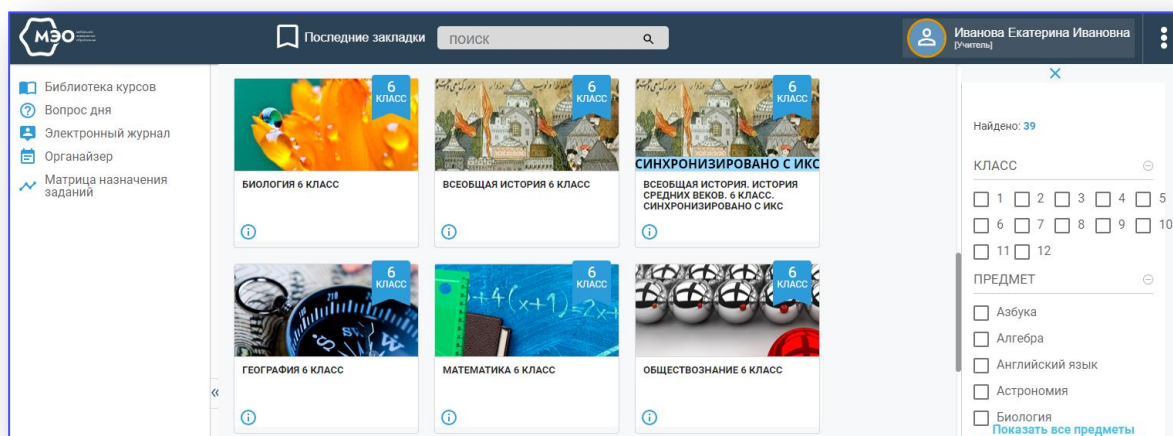 МЭО
Последние закладки
ПОИСК
Иванова Екатерина Ивановна
[Учитель]
Библиотека курсов
Вопрос дня
Электронный журнал
Органайзер
Матрица назначения
заданий
6
КЛАСС
БИОЛОГИЯ 6 КЛАСС
6
КЛАСС
ВСЕОБЩАЯ ИСТОРИЯ 6 КЛАСС
6
КЛАСС
СИНХРОНИЗИРОВАНО С ИКС
ВСЕОБЩАЯ ИСТОРИЯ. ИСТОРИЯ
СРЕДНИХ ВЕКОВ. 6 КЛАСС.
СИНХРОНИЗИРОВАНО С ИКС
6
КЛАСС
ГЕОГРАФИЯ 6 КЛАСС
6
КЛАСС
МАТЕМАТИКА 6 КЛАСС
6
КЛАСС
ОБЩЕСТВОЗНАНИЕ 6 КЛАСС
«
×
Найдено: 39
КЛАСС
1 2 3 4 5
6 7 8 9 10
11 12
ПРЕДМЕТ
Азбука
Алгебра
Английский язык
Астрономия
Биология
Показать все предметы